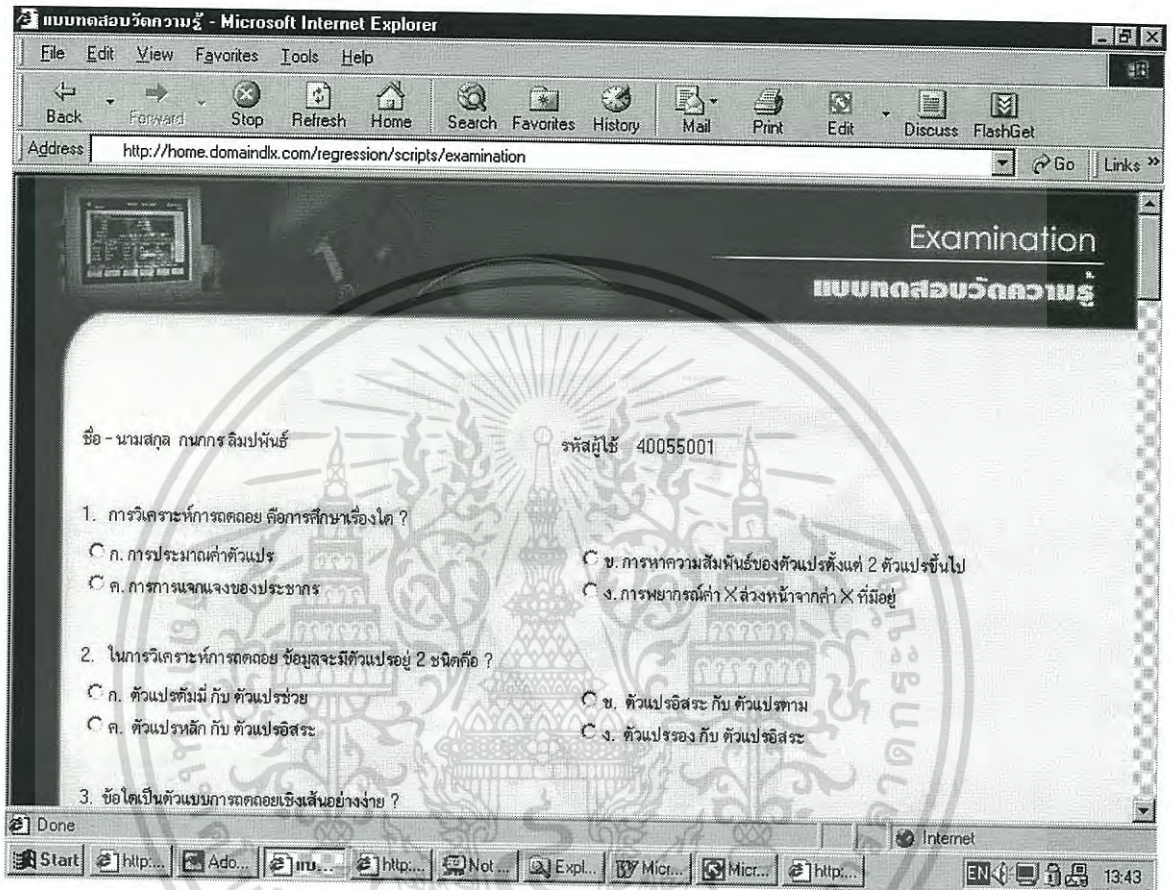 แบบทดสอบวัดความรู้ - Microsoft Internet Explorer
File Edit View Favorites Tools Help
Back Forward Stop Refresh Home Search Favorites History Mail Print Edit Discuss FlashGet
Address http://home.domaindlx.com/regression/scripts/examination Go Links »
Examination
แบบทดสอบวัดความรู้
ชื่อ - นามสกุล กนกกร ลิมปพันธ์ รหัสผู้ใช้ 40055001
1. การวิเคราะห์การถดถอย คือการศึกษาเรื่องใด ?
ก. การประมาณค่าตัวแปร ข. การหาความสัมพันธ์ของตัวแปรตั้งแต่ 2 ตัวแปรขึ้นไป
ค. การการแจกแจงของประชากร ง. การพยากรณ์ค่า X ล่วงหน้าจากค่า X ที่มีอยู่
2. ในการวิเคราะห์การถดถอย ข้อมูลจะมีตัวแปรอยู่ 2 ชนิดคือ ?
ก. ตัวแปรดัมมี่ กับ ตัวแปรช่วย ข. ตัวแปรอิสระ กับ ตัวแปรตาม
ค. ตัวแปรหลัก กับ ตัวแปรอิสระ ง. ตัวแปรรอง กับ ตัวแปรอิสระ
3. ข้อใดเป็นตัวแบบการถดถอยเชิงเส้นอย่างง่าย ?
Done Internet
Start http:... Ado... แบ... http:... Not... Expl... Micr... Micr... http:... EN 13:43